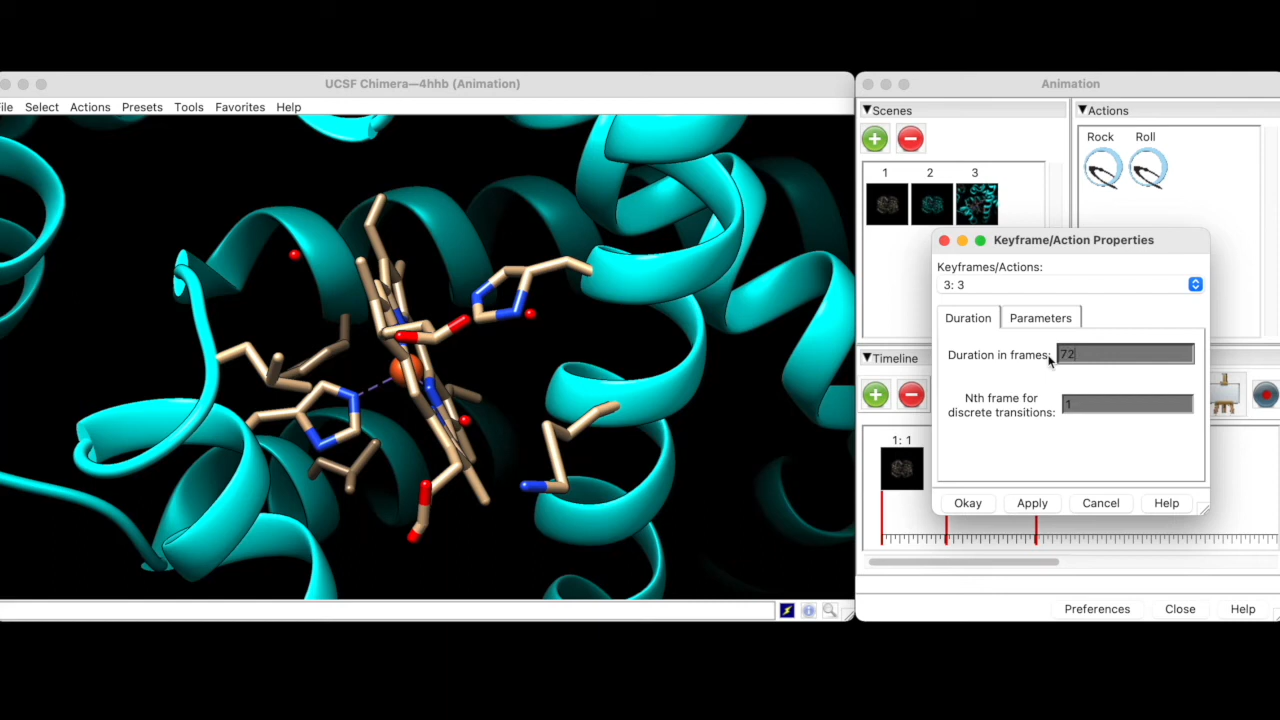 UCSF Chimera—4hhb (Animation)
ile Select Actions Presets Tools Favorites Help
Animation
Scenes
1 2 3
Actions
Rock Roll
Keyframe/Action Properties
Keyframes/Actions:
3: 3
Duration Parameters
Duration in frames: 72
Nth frame for
discrete transitions: 1
Okay Apply Cancel Help
Timeline
1: 1
Preferences Close Help